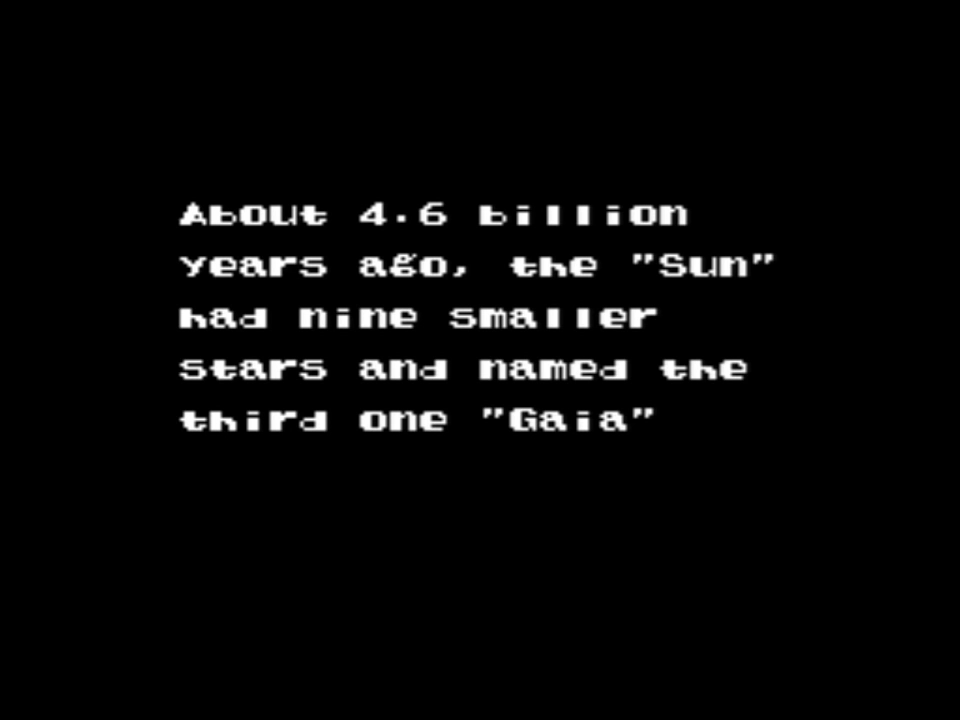 About 4.6 billion
years ago, the "Sun"
had nine smaller
stars and named the
third one "Gaia"